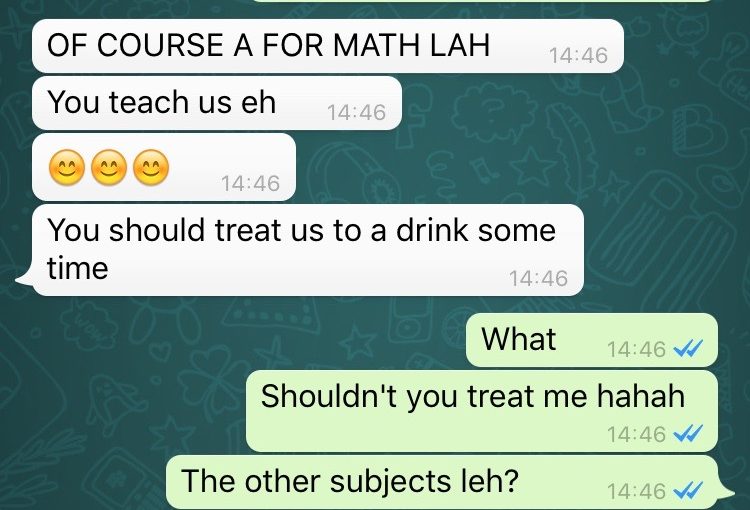 OF COURSE A FOR MATH LAH 14:46
You teach us eh 14:46
😊😊😊 14:46
You should treat us to a drink some
time 14:46
What 14:46
Shouldn't you treat me hahah
14:46
The other subjects leh? 14:46